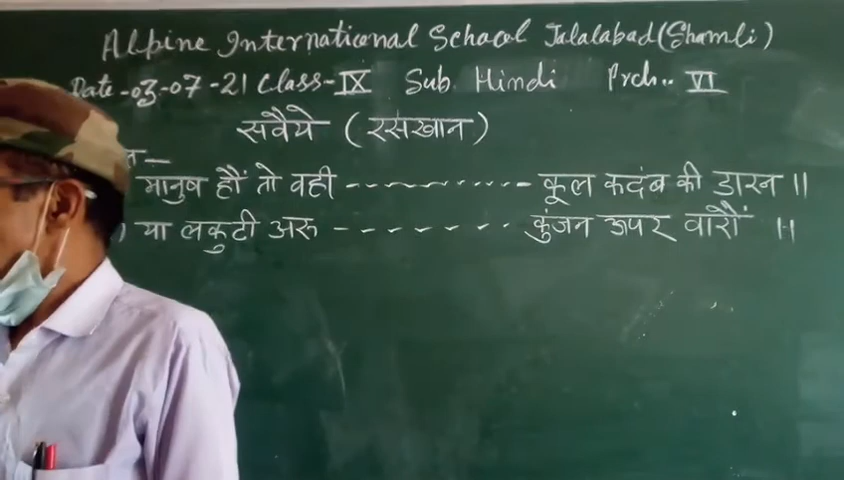 Alpine International School Jalalabad (Shamli)
Date -03-07-21 Class-IX Sub Hindi Prch.. VI
सवैये (रसखान)
मानुष हौं तो वही ------------ कूल कदंब की डारन ॥
या लकुटी अरु ---------- कुंजन ऊपर वारौं ॥